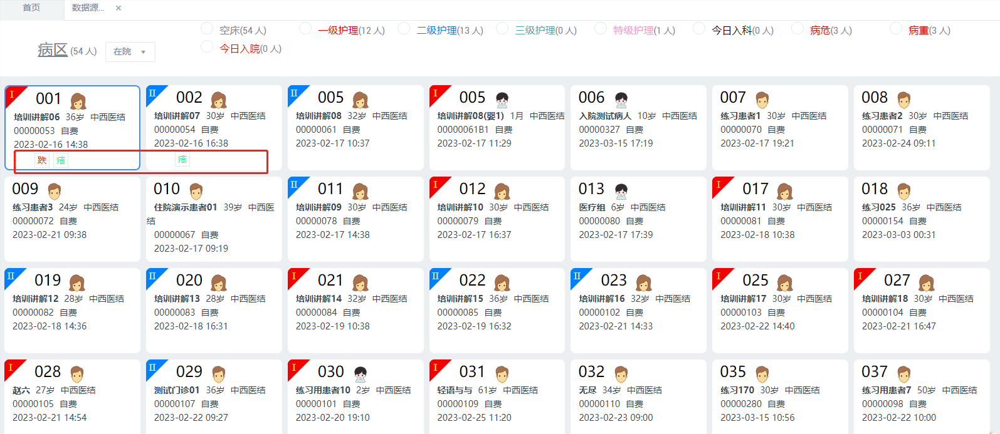 首页 数据源... ×
空床(54 人) 一级护理(12 人) 二级护理(13 人) 三级护理(0 人) 特级护理(1 人) 今日入科(0 人) 病危(3 人) 病重(3 人)
病区 (54 人) 在院 ▼ 今日入院(0 人)
I 001
培训讲解06 36岁 中西医结
00000053 自费
2023-02-16 14:38
跌 疮
II 002
培训讲解07 30岁 中西医结
00000054 自费
2023-02-16 16:38
疮
II 005
培训讲解08 32岁 中西医结
00000061 自费
2023-02-17 10:37
I 005
培训讲解08(婴1) 1月 中西医结
00000061B1 自费
2023-02-17 11:29
006
入院测试病人 10岁 中西医结
00000327 自费
2023-03-15 17:19
007
练习患者1 30岁 中西医结
00000070 自费
2023-02-17 19:21
008
练习患者2 30岁 中西医结
00000071 自费
2023-02-24 09:11
009
练习患者3 24岁 中西医结
00000072 自费
2023-02-21 09:38
010
住院演示患者01 39岁 中西医
结
00000067 自费
2023-02-17 09:19
II 011
培训讲解09 30岁 中西医结
00000078 自费
2023-02-17 14:38
I 012
培训讲解10 30岁 中西医结
00000079 自费
2023-02-17 16:37
013
医疗组 6岁 中西医结
00000080 自费
2023-02-17 17:39
I 017
培训讲解11 30岁 中西医结
00000081 自费
2023-02-18 10:38
018
练习025 36岁 中西医结
00000154 自费
2023-03-03 00:31
II 019
培训讲解12 28岁 中西医结
00000082 自费
2023-02-18 14:36
II 020
培训讲解13 28岁 中西医结
00000083 自费
2023-02-18 16:31
I 021
培训讲解14 32岁 中西医结
00000084 自费
2023-02-19 10:38
II 022
培训讲解15 36岁 中西医结
00000085 自费
2023-02-19 16:32
II 023
培训讲解16 32岁 中西医结
00000102 自费
2023-02-21 14:33
I 025
培训讲解17 30岁 中西医结
00000103 自费
2023-02-22 14:40
I 027
培训讲解18 30岁 中西医结
00000104 自费
2023-02-21 16:47
I 028
赵六 27岁 中西医结
00000105 自费
2023-02-21 14:54
II 029
测试门诊01 36岁 中西医结
00000107 自费
2023-02-22 09:27
I 030
练习用患者10 2岁 中西医结
00000101 自费
2023-02-20 19:10
I 031
轻语与与 61岁 中西医结
00000109 自费
2023-02-25 11:20
032
无尽 34岁 中西医结
00000110 自费
2023-02-23 09:00
035
练习170 30岁 中西医结
00000280 自费
2023-03-15 10:56
037
练习用患者7 50岁 中西医结
00000098 自费
2023-02-22 10:00